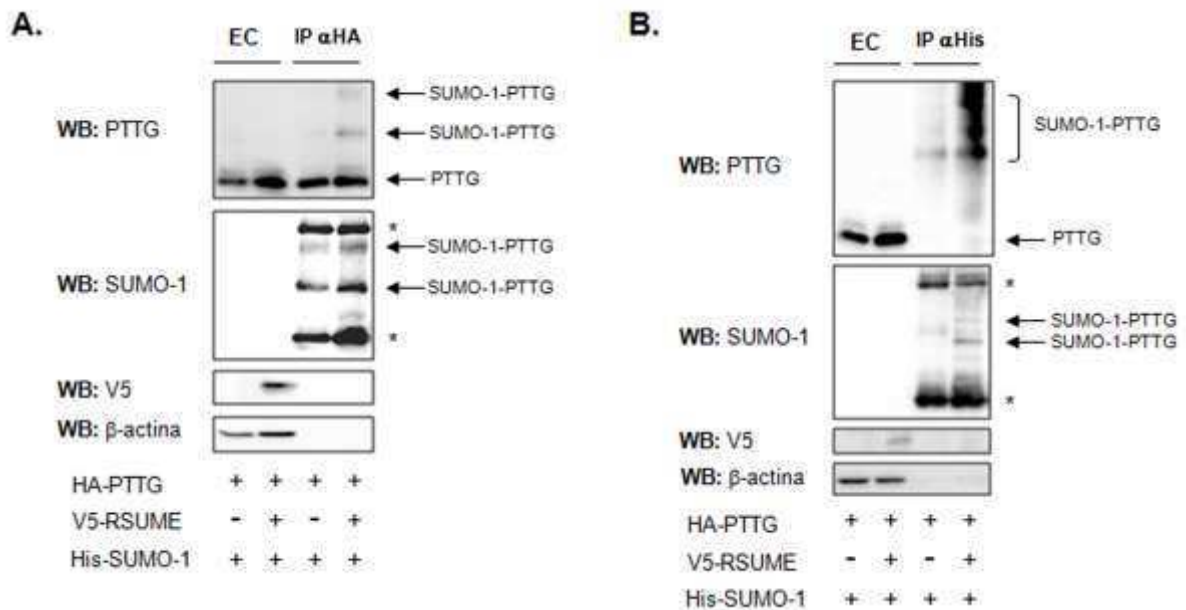 A.
EC IP αHA
WB: PTTG
SUMO-1-PTTG
SUMO-1-PTTG
PTTG
WB: SUMO-1
*
SUMO-1-PTTG
SUMO-1-PTTG
*
WB: V5
WB: β-actina
HA-PTTG + + + +
V5-RSUME - + - +
His-SUMO-1 + + + +
B.
EC IP αHis
WB: PTTG
SUMO-1-PTTG
PTTG
WB: SUMO-1
*
SUMO-1-PTTG
SUMO-1-PTTG
*
WB: V5
WB: β-actina
HA-PTTG + + + +
V5-RSUME - + - +
His-SUMO-1 + + + +